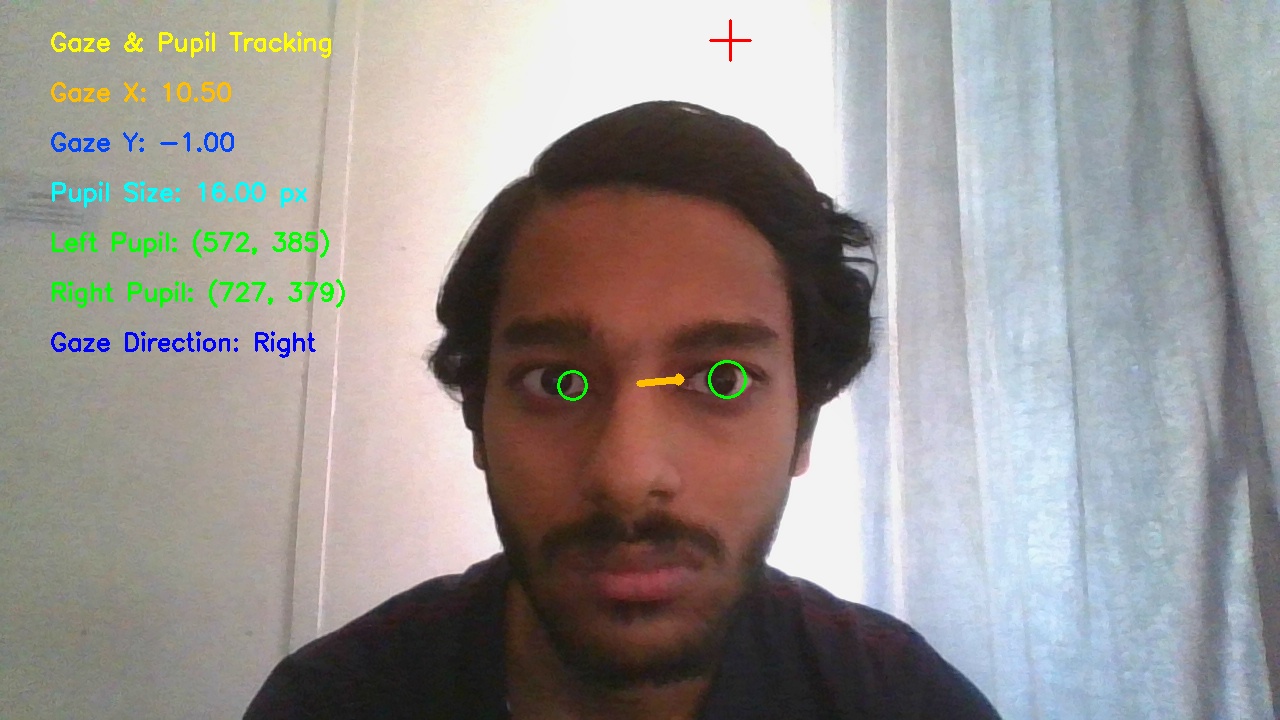 Gaze & Pupil Tracking
Gaze X: 10.50
Gaze Y: -1.00
Pupil Size: 16.00 px
Left Pupil: (572, 385)
Right Pupil: (727, 379)
Gaze Direction: Right